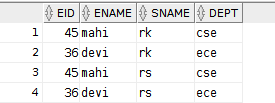 EID ENAME SNAME DEPT
1 45 mahi rk cse
2 36 devi rk ece
3 45 mahi rs cse
4 36 devi rs ece